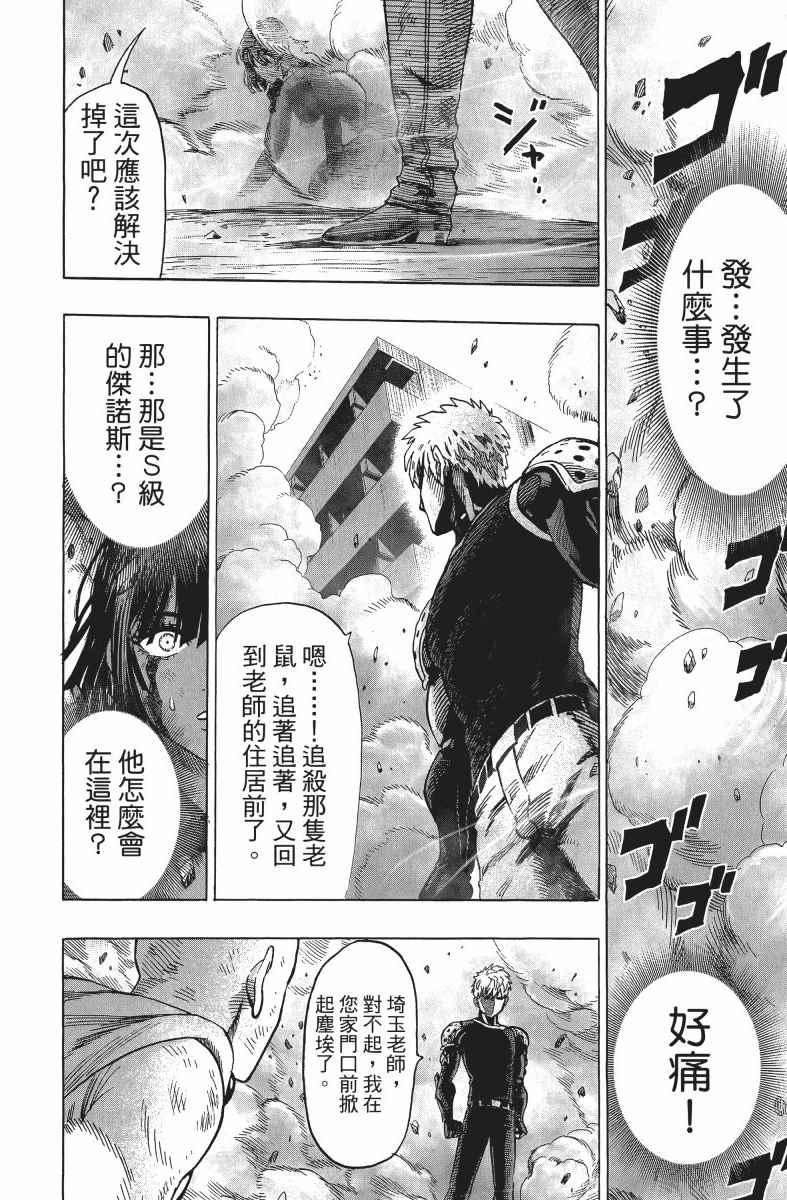 ゴゴ
發…發生了
什麼事…？
ゴゴ
ゴゴ
好痛！
ジャ…
這次應該解決
掉了吧？
嗯……！追殺那隻老
鼠，追著追著，又回
到老師的住居前了。
那…那是Ｓ級
的傑諾斯…？
他怎麼會
在這裡？
埼玉老師，
對不起，我在
您家門口前掀
起塵埃了。